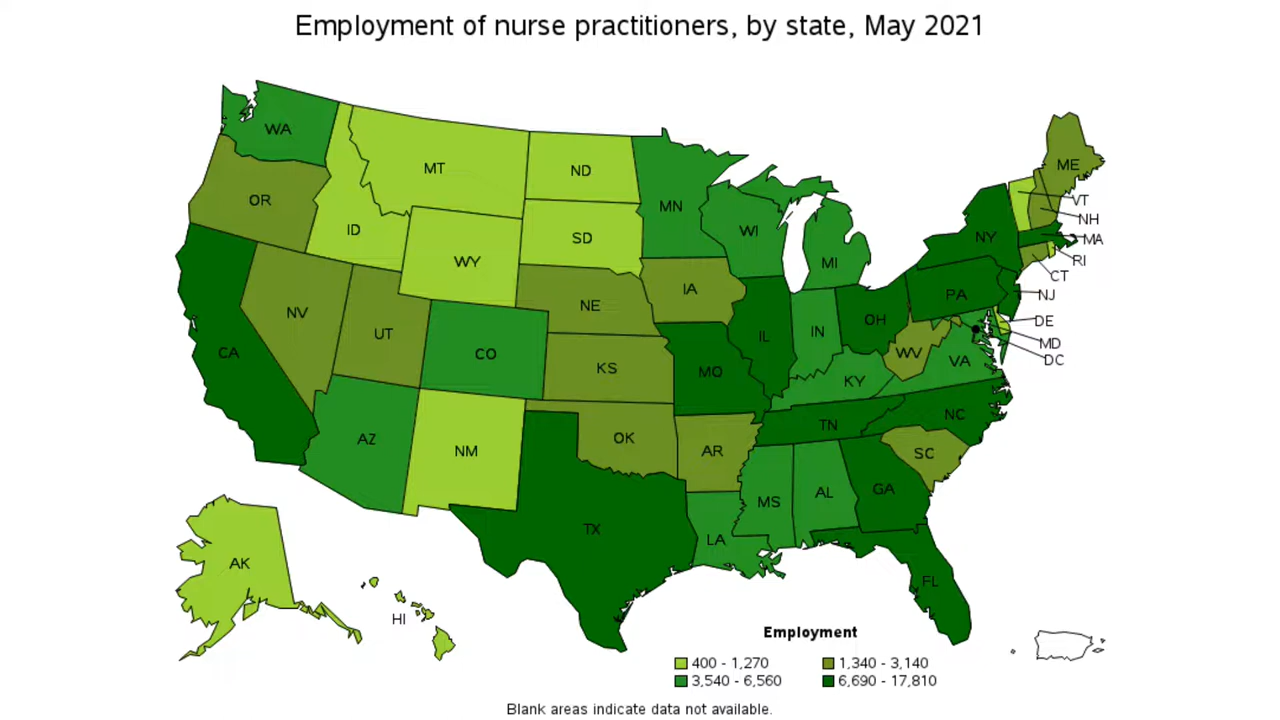 Employment of nurse practitioners, by state, May 2021
WA
MT
ND
MN
ME
OR
ID
SD
WI
VT
NH
WY
MI
NY
MA
RI
CT
IA
NE
PA
NJ
NV
UT
IL
IN
OH
DE
CA
CO
KS
MO
KY
WV
VA
MD
DC
AZ
NM
OK
AR
TN
NC
SC
MS
AL
GA
TX
LA
AK
FL
HI
Employment
400 - 1,270
1,340 - 3,140
3,540 - 6,560
6,690 - 17,810
Blank areas indicate data not available.